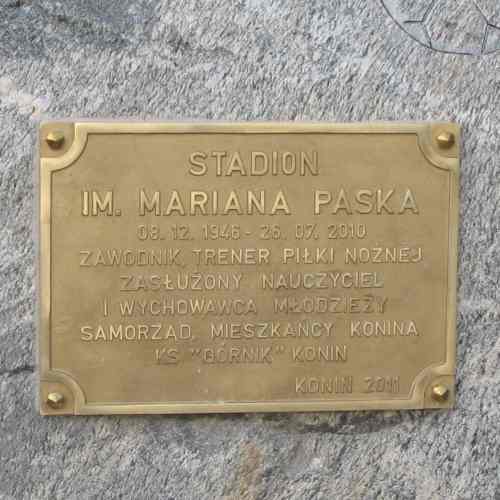 STADION
IM. MARIANA PASKA
08. 12. 1946 - 26. 07. 2010
ZAWODNIK, TRENER PIŁKI NOŻNEJ
ZASŁUŻONY NAUCZYCIEL
I WYCHOWAWCA MŁODZIEŻY
SAMORZĄD, MIESZKAŃCY KONINA
KS "GÓRNIK" KONIN
KONIN 2011